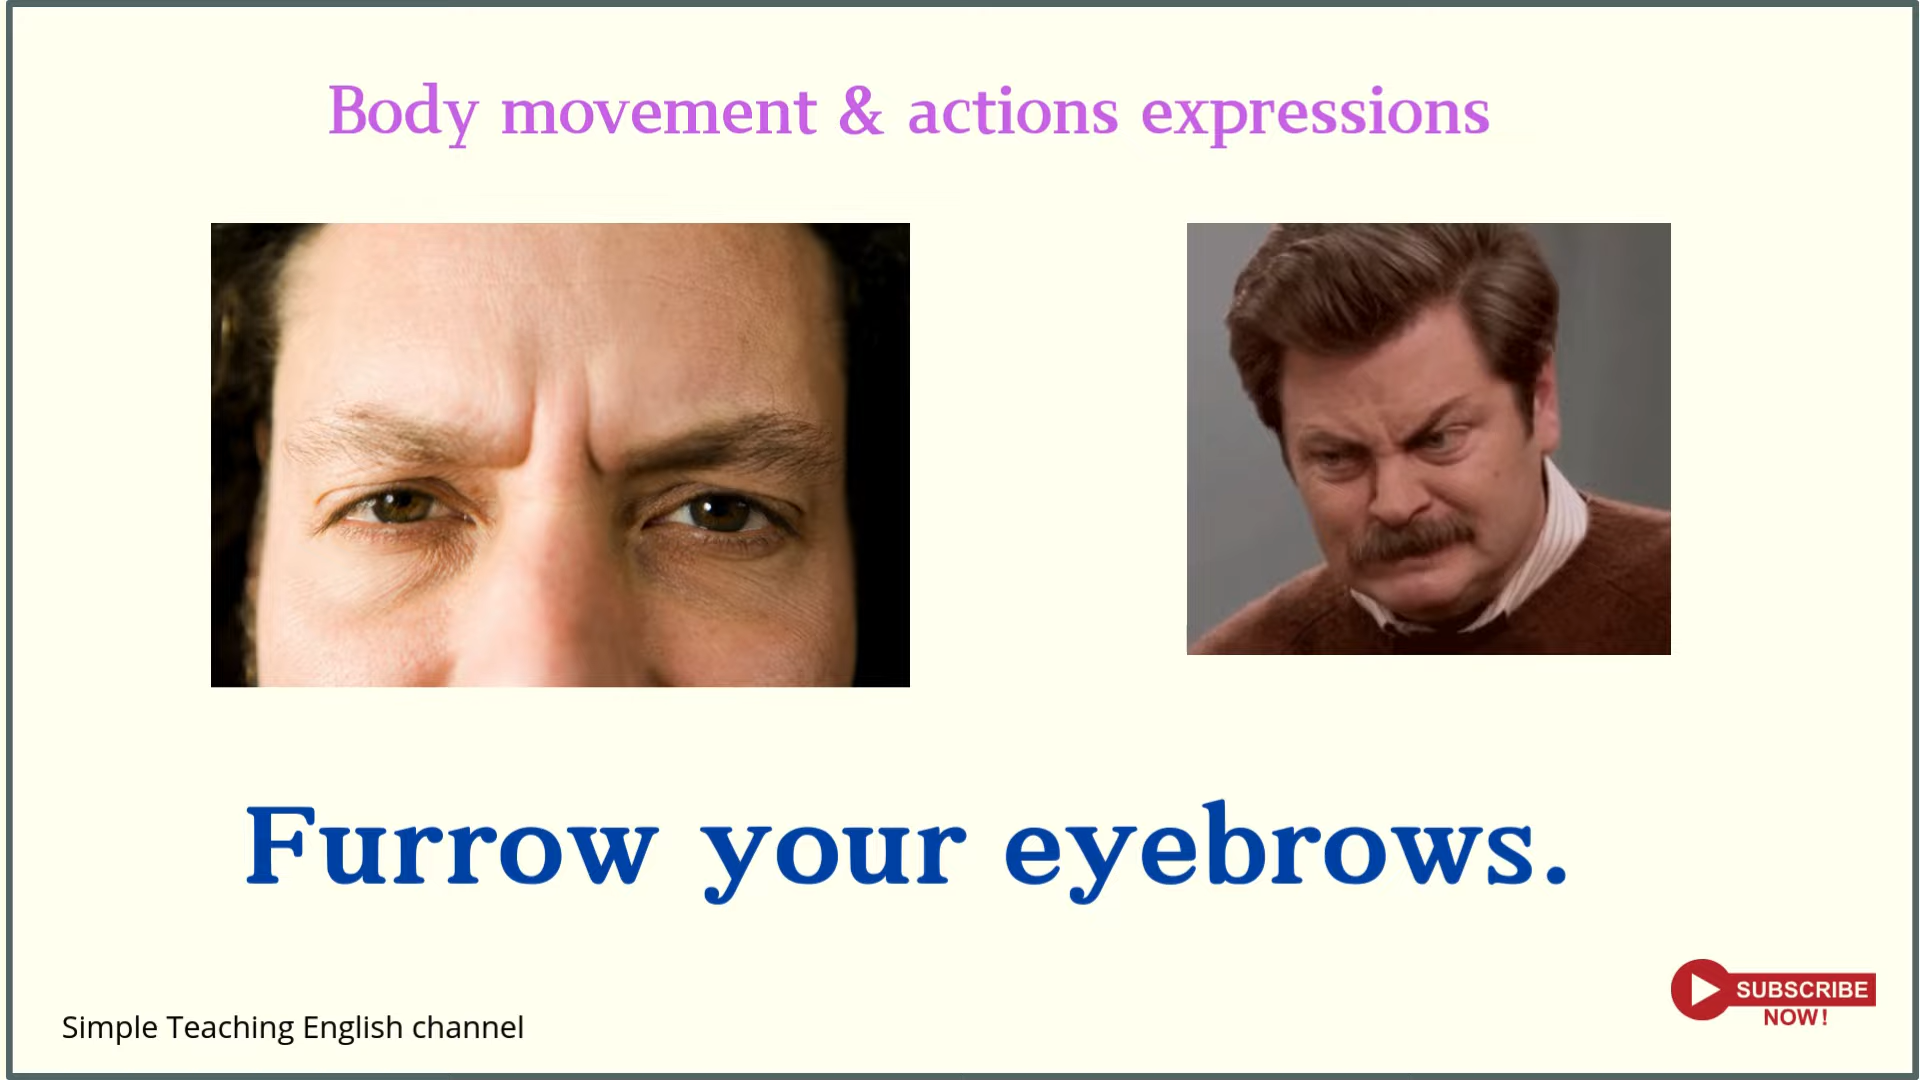 Body movement & actions expressions
Furrow your eyebrows.
SUBSCRIBE
NOW!
Simple Teaching English channel